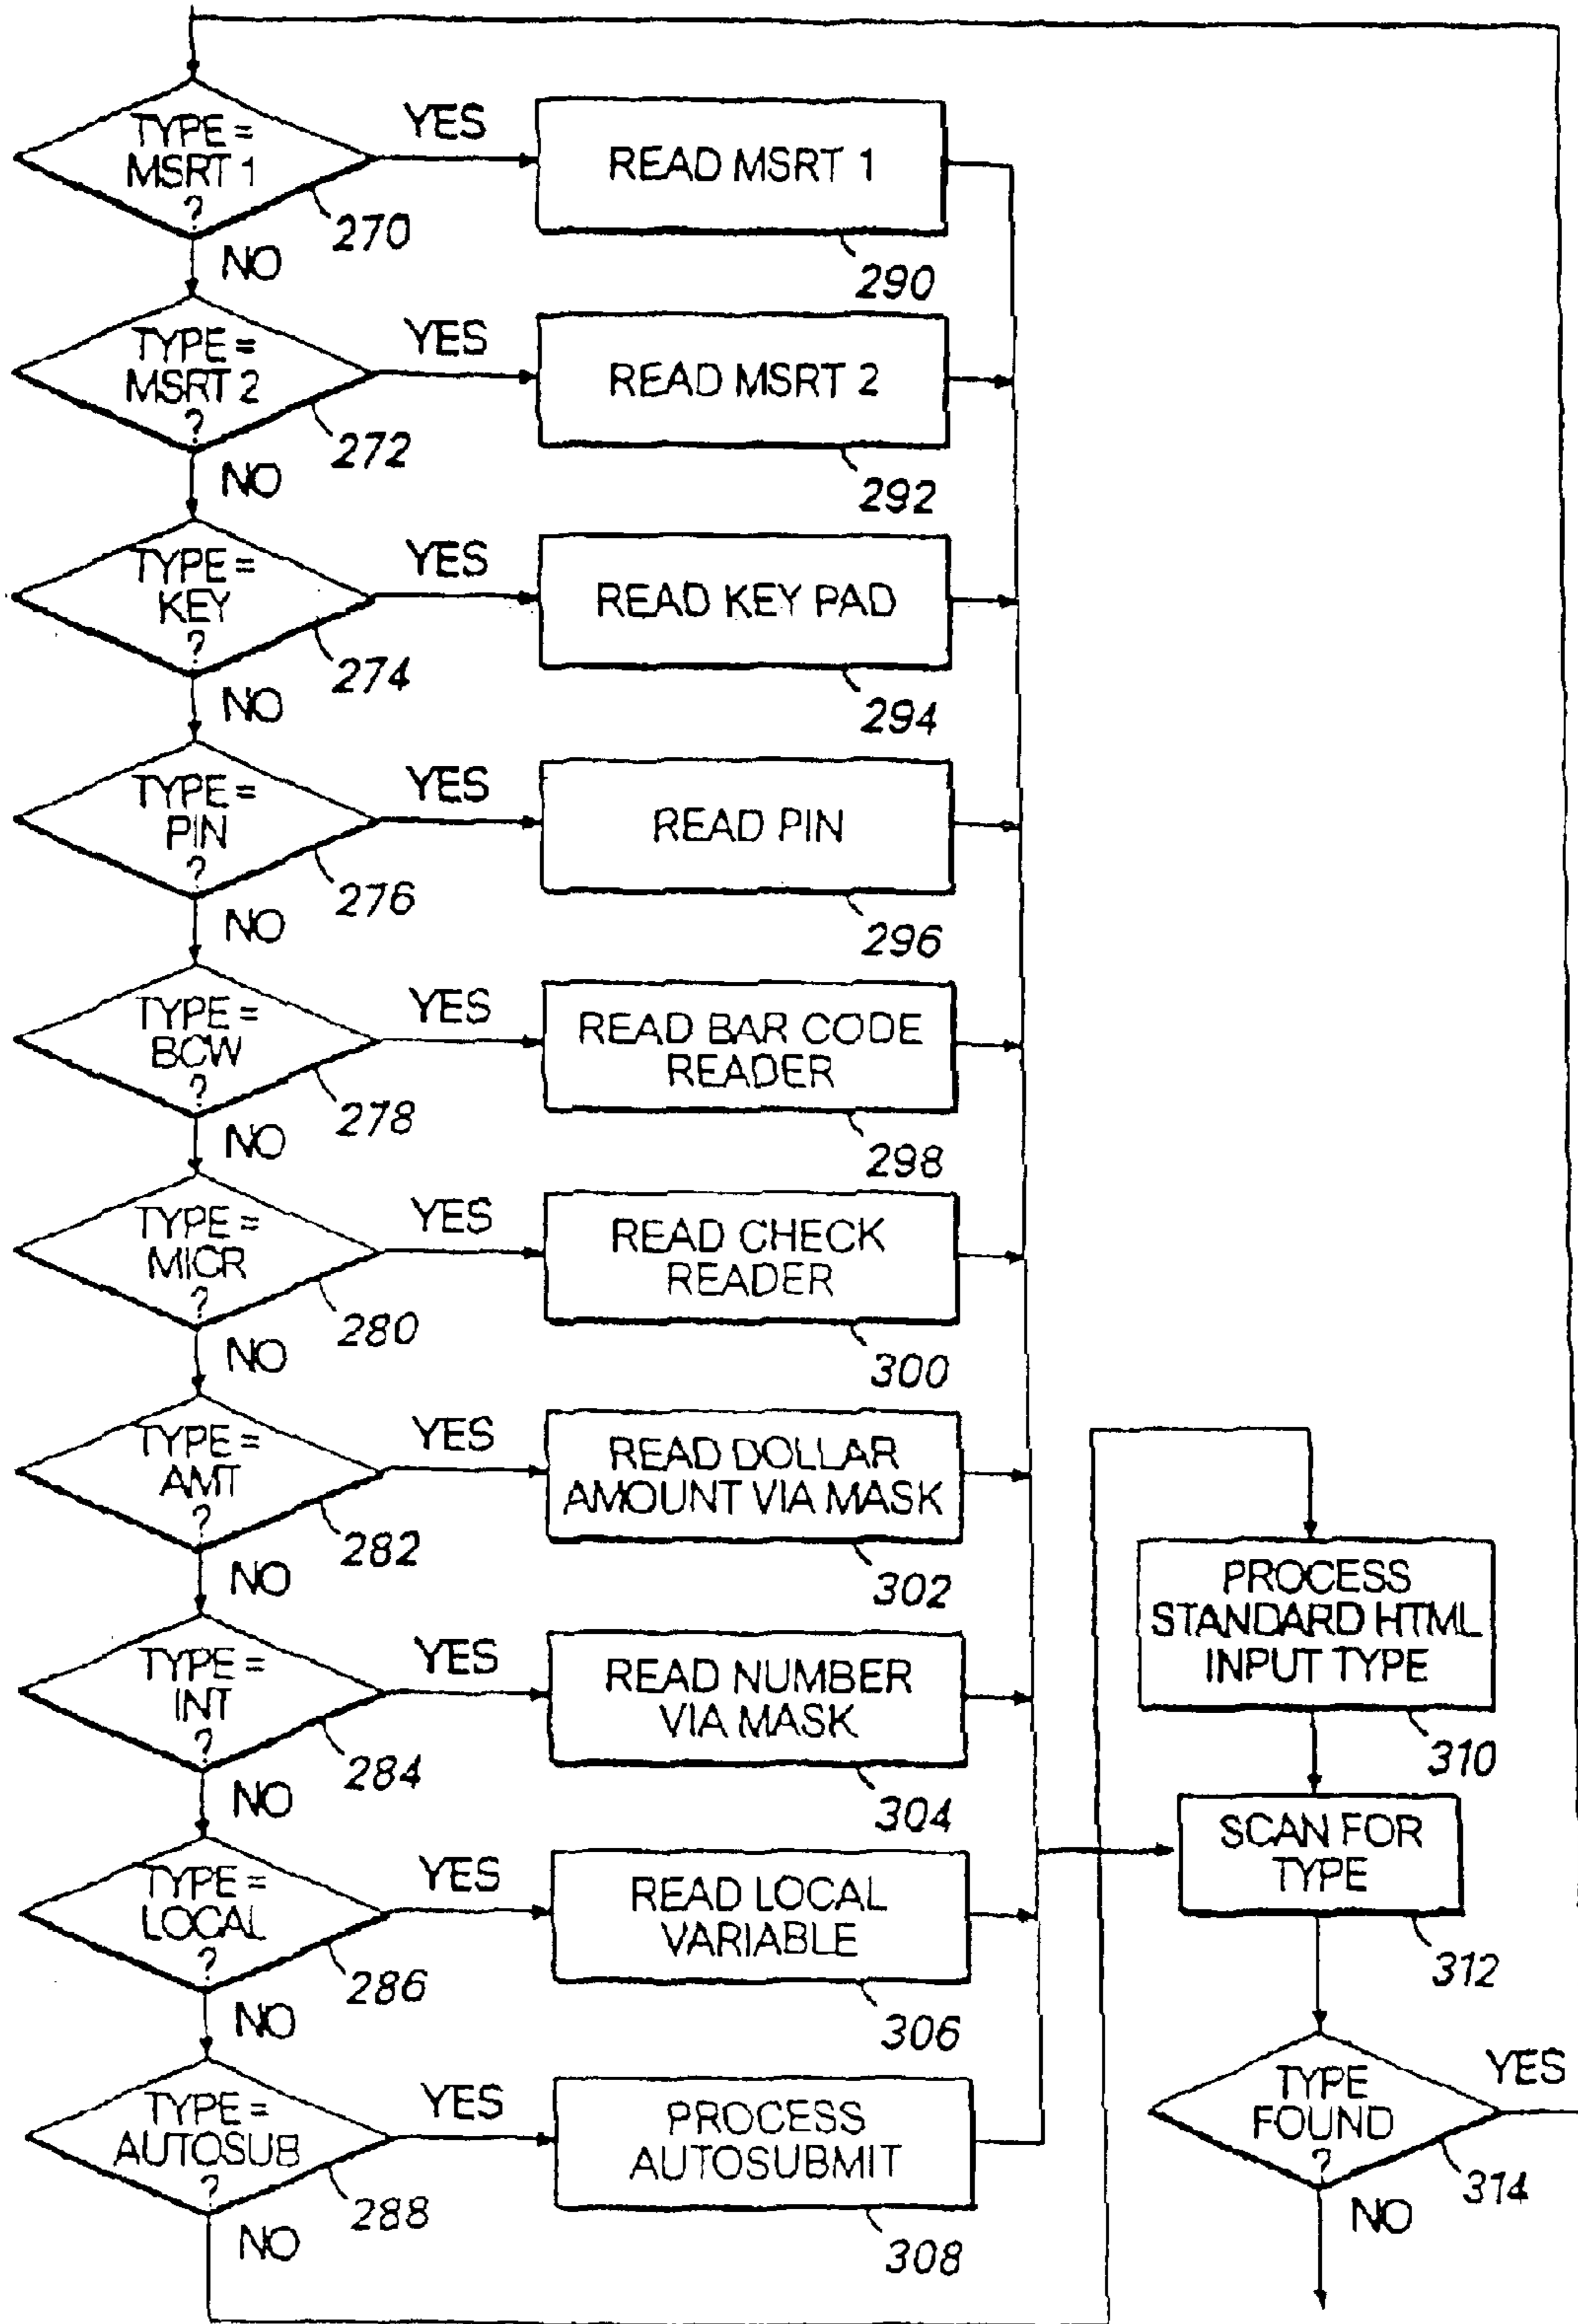 TYPE =
MSRT 1
?
270
YES
READ MSRT 1
290
NO
TYPE =
MSRT 2
?
272
YES
READ MSRT 2
292
NO
TYPE =
KEY
?
274
YES
READ KEY PAD
294
NO
TYPE =
PIN
?
276
YES
READ PIN
296
NO
TYPE =
BCW
?
278
YES
READ BAR CODE
READER
298
NO
TYPE =
MICR
?
280
YES
READ CHECK
READER
300
NO
TYPE =
AMT
?
282
YES
READ DOLLAR
AMOUNT VIA MASK
302
NO
TYPE =
INT
?
284
YES
READ NUMBER
VIA MASK
304
NO
TYPE =
LOCAL
?
286
YES
READ LOCAL
VARIABLE
306
NO
TYPE =
AUTOSUB
?
288
YES
PROCESS
AUTOSUBMIT
308
NO
PROCESS
STANDARD HTML
INPUT TYPE
310
SCAN FOR
TYPE
312
TYPE
FOUND
?
314
YES
NO